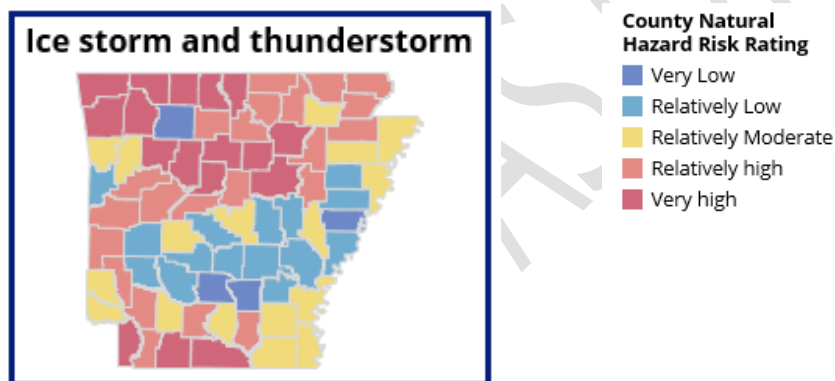 Ice storm and thunderstorm
County Natural
Hazard Risk Rating
Very Low
Relatively Low
Relatively Moderate
Relatively high
Very high